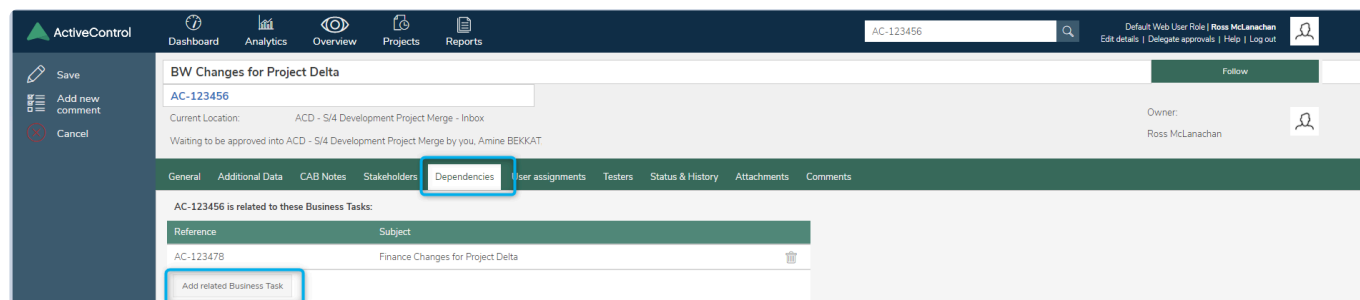 ActiveControl
Dashboard Analytics Overview Projects Reports
AC-123456
Default Web User Role | Ross McLanachan
Edit details | Delegate approvals | Help | Log out
Save
Add new
comment
Cancel
BW Changes for Project Delta
Follow
AC-123456
Current Location: ACD - S/4 Development Project Merge - Inbox
Waiting to be approved into ACD - S/4 Development Project Merge by you, Amine BEKKAT
Owner:
Ross McLanachan
General Additional Data CAB Notes Stakeholders Dependencies User assignments Testers Status & History Attachments Comments
AC-123456 is related to these Business Tasks:
Reference Subject
AC-123478 Finance Changes for Project Delta
Add related Business Task